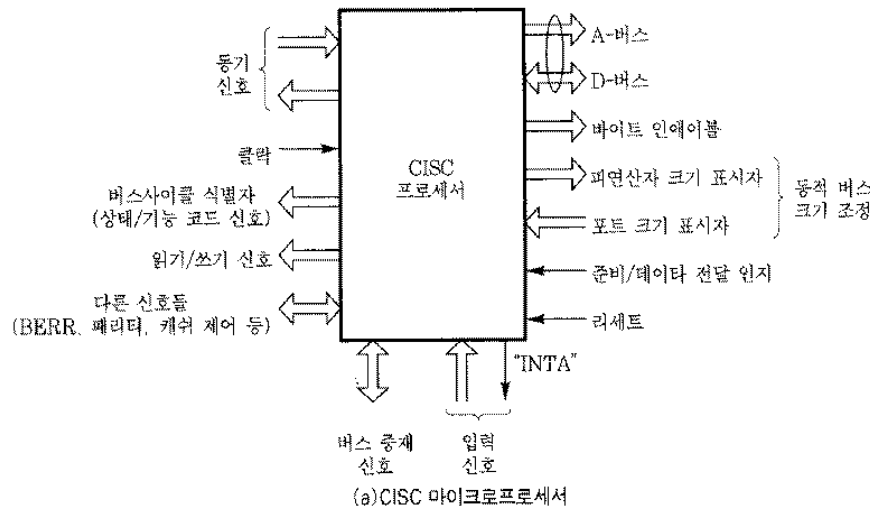 동기
신호
클락
버스사이클 식별자
(상태/기능 코드 신호)
읽기/쓰기 신호
다른 신호들
(BERR, 패리티, 캐쉬 제어 등)
CISC
프로세서
A-버스
D-버스
바이트 인에이블
피연산자 크기 표시자
포트 크기 표시자
동적 버스
크기 조정
준비/데이타 전달 인지
리세트
"INTA"
버스 중재
신호
입력
신호
(a)CISC 마이크로프로세서